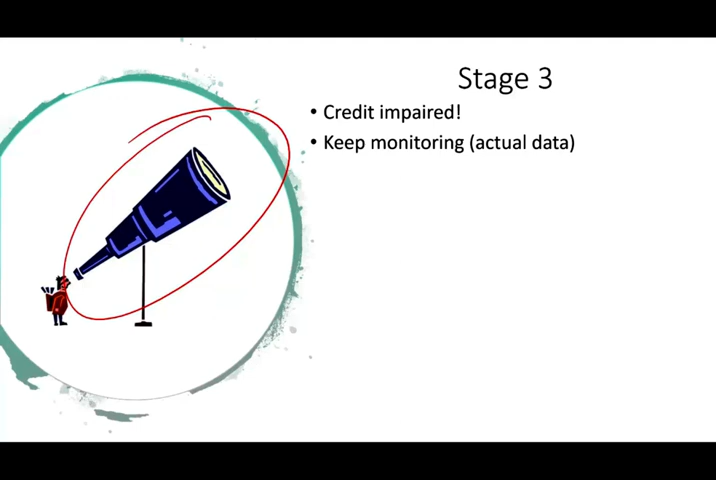 Stage 3
• Credit impaired!
• Keep monitoring (actual data)